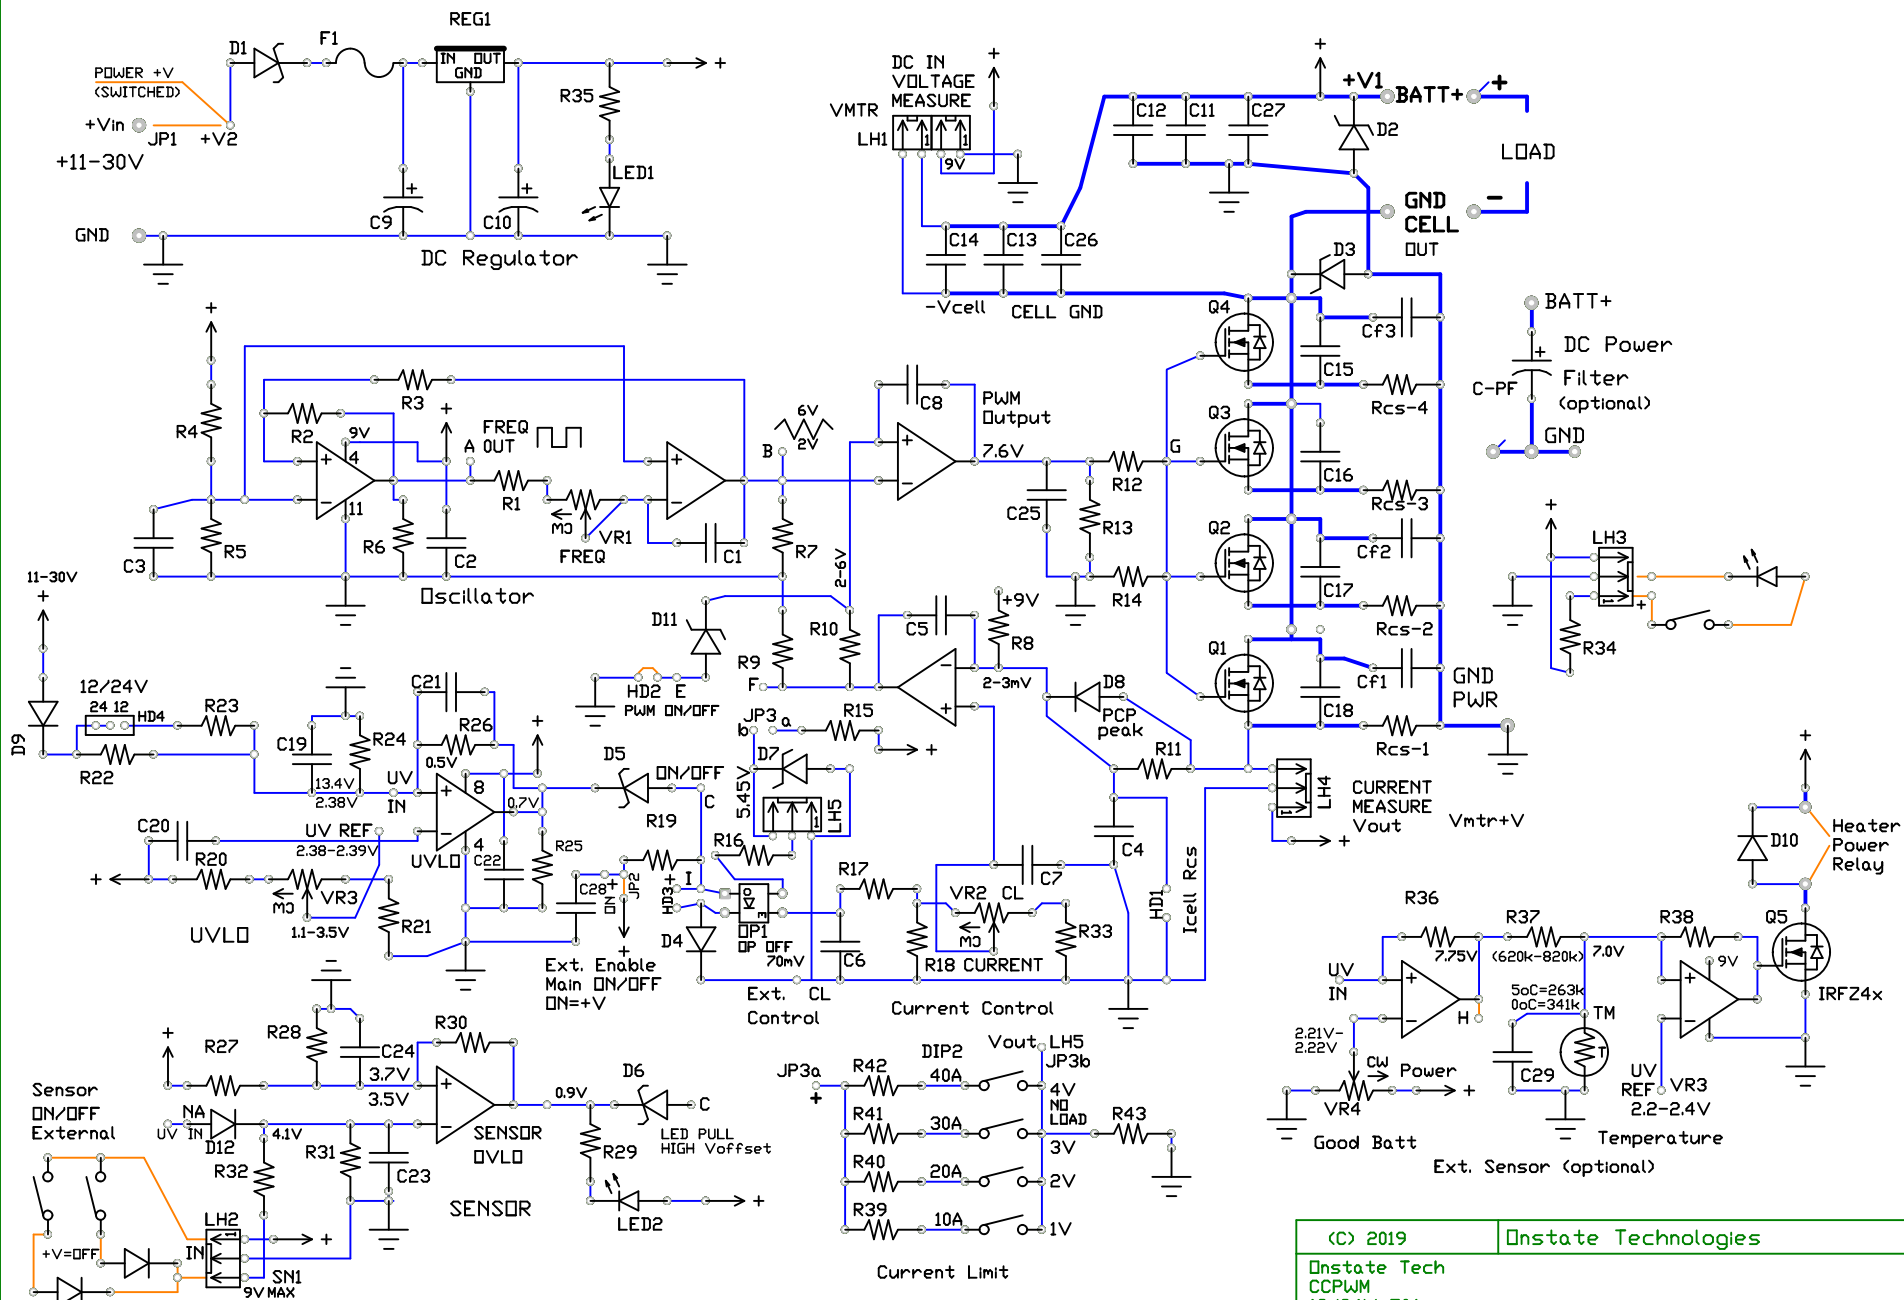 REG1
D1
F1
IN OUT
GND
+
POWER +V
(SWITCHED)
+Vin
JP1
+V2
+11-30V
R35
LED1
C9
+
C10
+
GND
DC Regulator
DC IN
VOLTAGE
MEASURE
VMTR
LH1
1
1
9V
+
+
+V1
BATT+
+
C12
C11
C27
D2
LOAD
GND
CELL
-
OUT
C14
C13
C26
D3
-Vcell
CELL GND
Q4
Cf3
C15
Rcs-4
BATT+
+
DC Power
C-PF
Filter
(optional)
GND
+
R4
R3
R2
9V
+
4
+
-
11
A
FREQ
OUT
R1
CW
VR1
FREQ
R5
R6
C2
C3
Oscillator
+
-
C1
6V
2V
B
R7
C8
PWM
Output
+
-
7.6V
2-6V
C25
R12
R13
R14
G
Q3
C16
Rcs-3
Q2
Cf2
C17
Rcs-2
Q1
Cf1
C18
Rcs-1
GND
PWR
+
LH3
1
+
R34
11-30V
+
D9
12/24V
24 12
HD4
R23
R22
C19
R24
13.4V
2.38V
UV
IN
C21
R26
0.5V
+
8
+
-
4
0.7V
UVLO
C22
R25
C20
UV REF
2.38-2.39V
+
R20
CW
VR3
1.1-3.5V
R21
UVLO
D11
R9
R10
F
HD2 E
PWM ON/OFF
C5
+9V
R8
-
+
2-3mV
D8
PCP
peak
JP3
b
a
R15
+
D7
5.45V
LH5
1
D5
ON/OFF
C
R19
R16
C28
+
ON
JP2
+
HD3
+
I
D4
OP1
OP OFF
70mV
Ext. Enable
Main ON/OFF
ON=+V
Ext. CL
Control
R17
C6
R18
VR2
CL
CW
CURRENT
R33
C7
Current Control
R11
C4
HD1
Icell Rcs
LH4
1
CURRENT
MEASURE
Vout
Vmtr+V
+
+
D10
Heater
Power
Relay
Q5
IRFZ4x
R36
R37
R38
7.75V
(620k-820k)
7.0V
9V
UV
IN
+
-
H
5oC=263k
0oC=341k
TM
T
C29
+
-
2.21V-
2.22V
CW
Power
+
VR4
UV
REF
VR3
2.2-2.4V
Good Batt
Temperature
Ext. Sensor (optional)
+
R27
R28
C24
R30
3.7V
3.5V
+
-
Sensor
ON/OFF
External
NA
UV IN
D12
4.1V
R32
R31
C23
SENSOR
OVLO
0.9V
D6
C
LED PULL
HIGH Voffset
R29
LED2
+
SENSOR
LH2
1
+
IN
+V=OFF
SN1
9V MAX
Vout
LH5
JP3b
JP3a
+
R42
DIP2
40A
4V
NO
LOAD
R41
30A
3V
R43
R40
20A
2V
R39
10A
1V
Current Limit
(C) 2019
Onstate Technologies
Onstate Tech
CCPWM